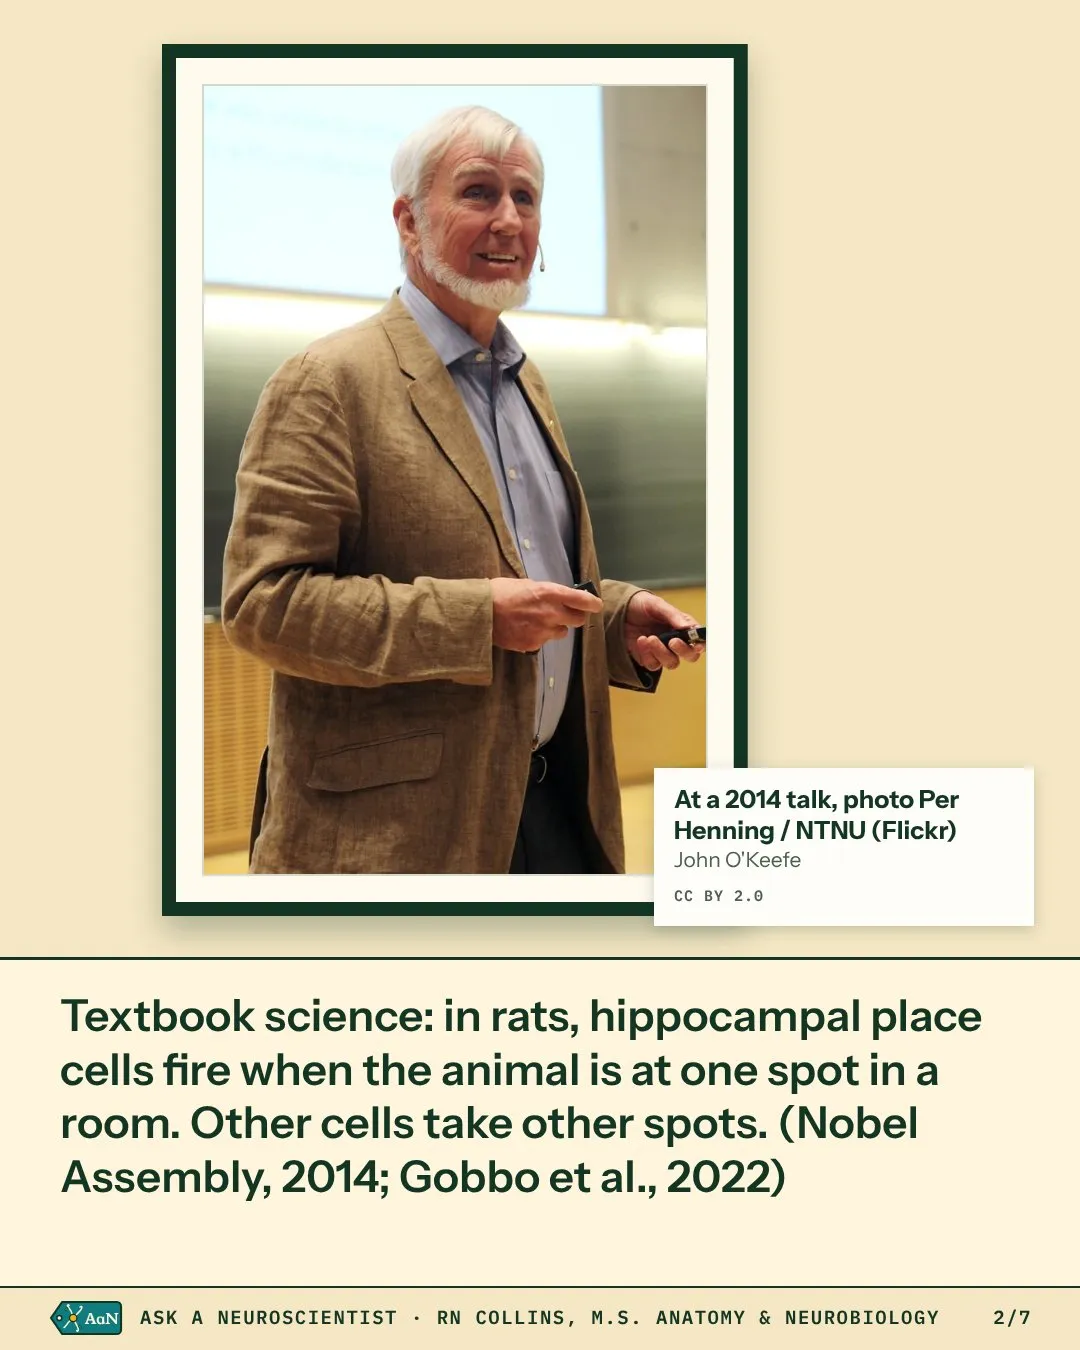 At a 2014 talk, photo Per
Henning / NTNU (Flickr)
John O'Keefe
CC BY 2.0
Textbook science: in rats, hippocampal place
cells fire when the animal is at one spot in a
room. Other cells take other spots. (Nobel
Assembly, 2014; Gobbo et al., 2022)
AaN
ASK A NEUROSCIENTIST · RN COLLINS, M.S. ANATOMY & NEUROBIOLOGY
2/7